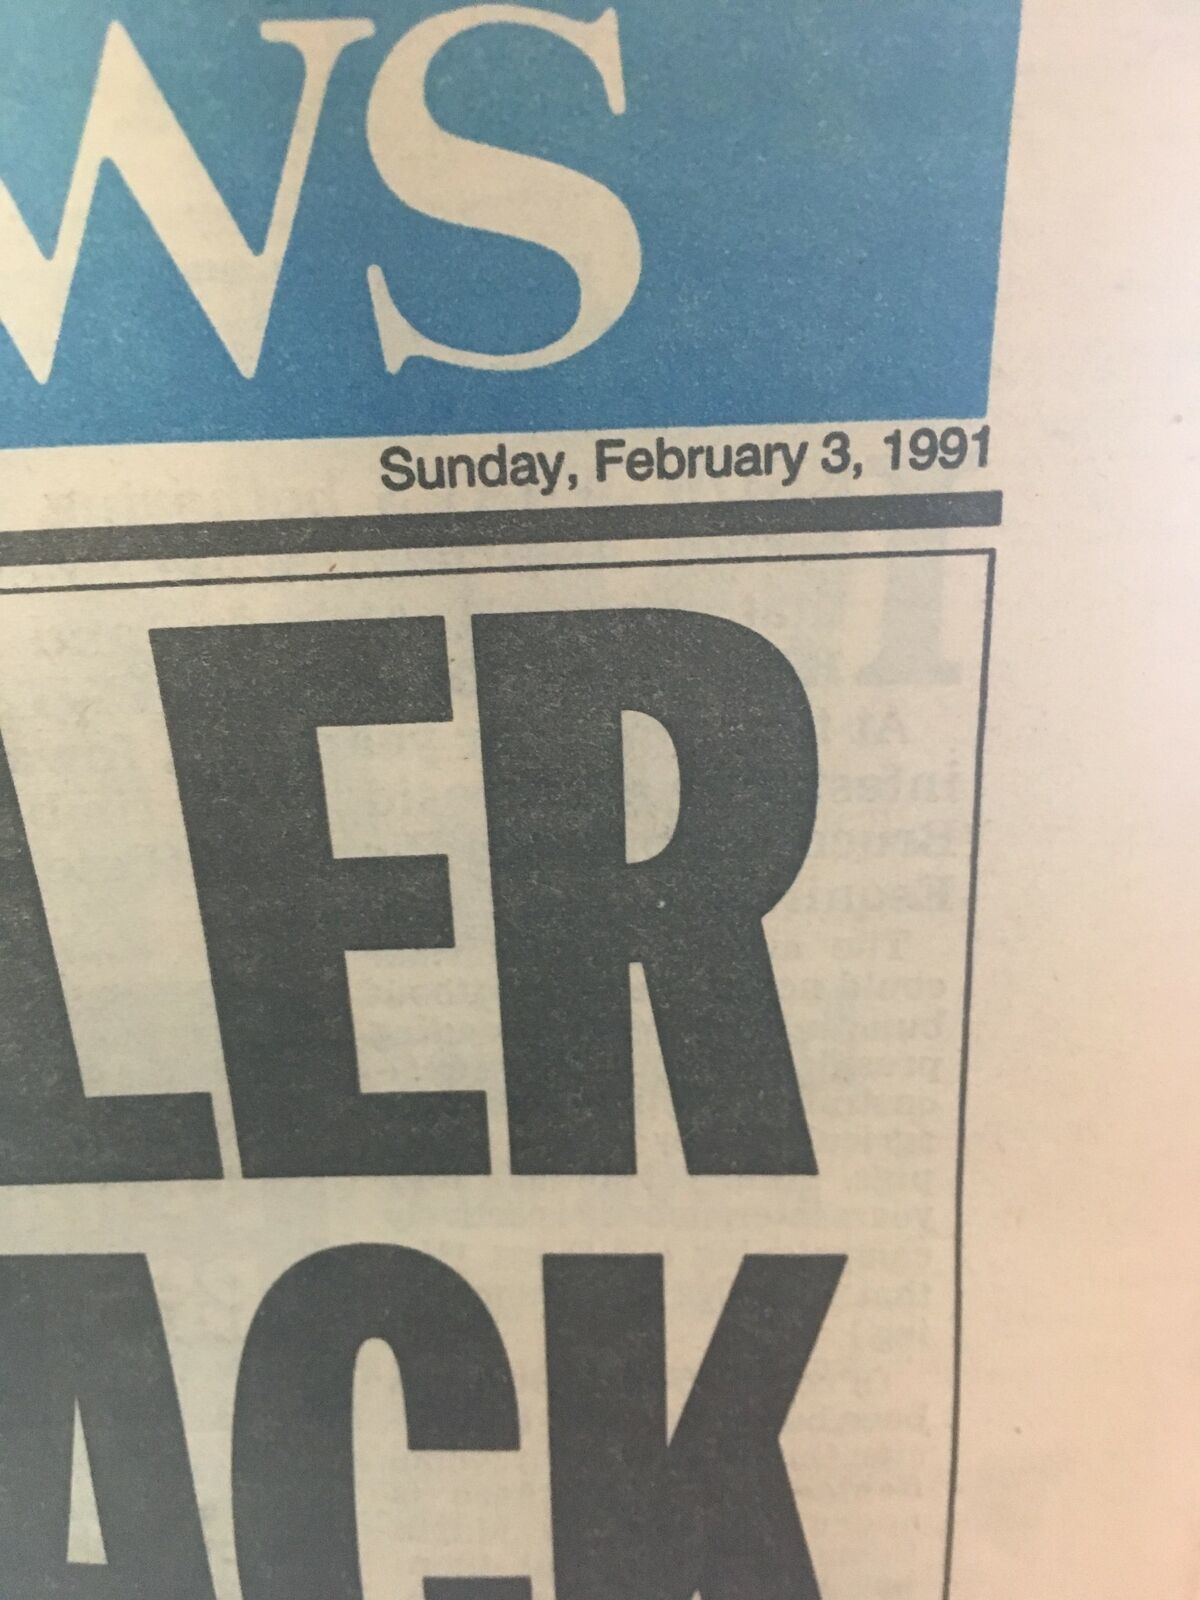 WS
Sunday, February 3, 1991
LER
ACK